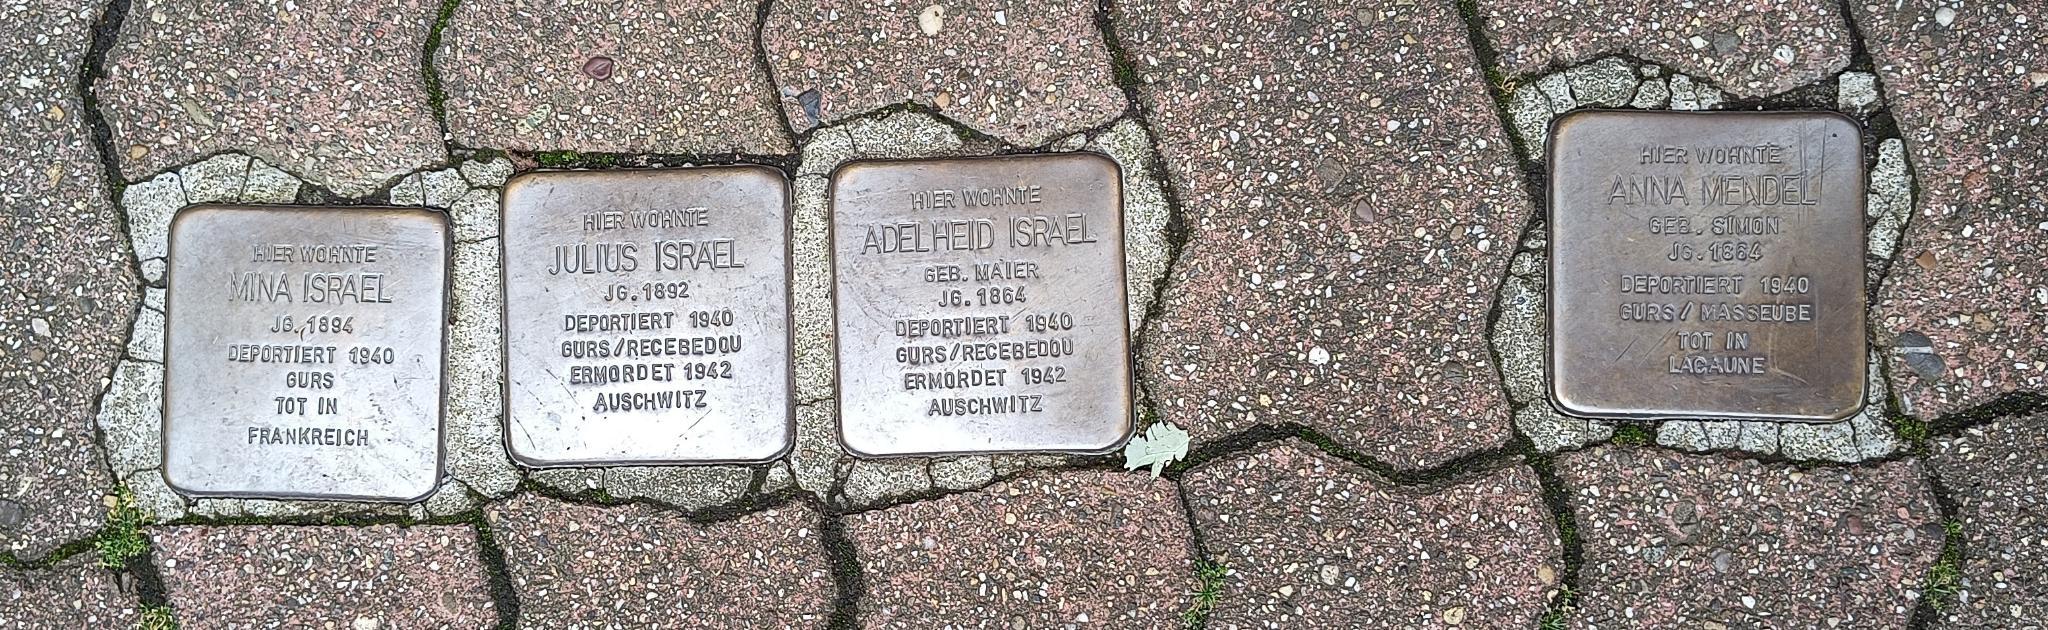 HIER WOHNTE
MINA ISRAEL
JG. 1894
DEPORTIERT 1940
GURS
TOT IN
FRANKREICH
HIER WOHNTE
JULIUS ISRAEL
JG. 1892
DEPORTIERT 1940
GURS/RECEBEDOU
ERMORDET 1942
AUSCHWITZ
HIER WOHNTE
ADELHEID ISRAEL
GEB. MAIER
JG. 1864
DEPORTIERT 1940
GURS/RECEBEDOU
ERMORDET 1942
AUSCHWITZ
HIER WOHNTE
ANNA MENDEL
GEB. SIMON
JG. 1864
DEPORTIERT 1940
GURS / MASSEUBE
TOT IN
LACAUNE